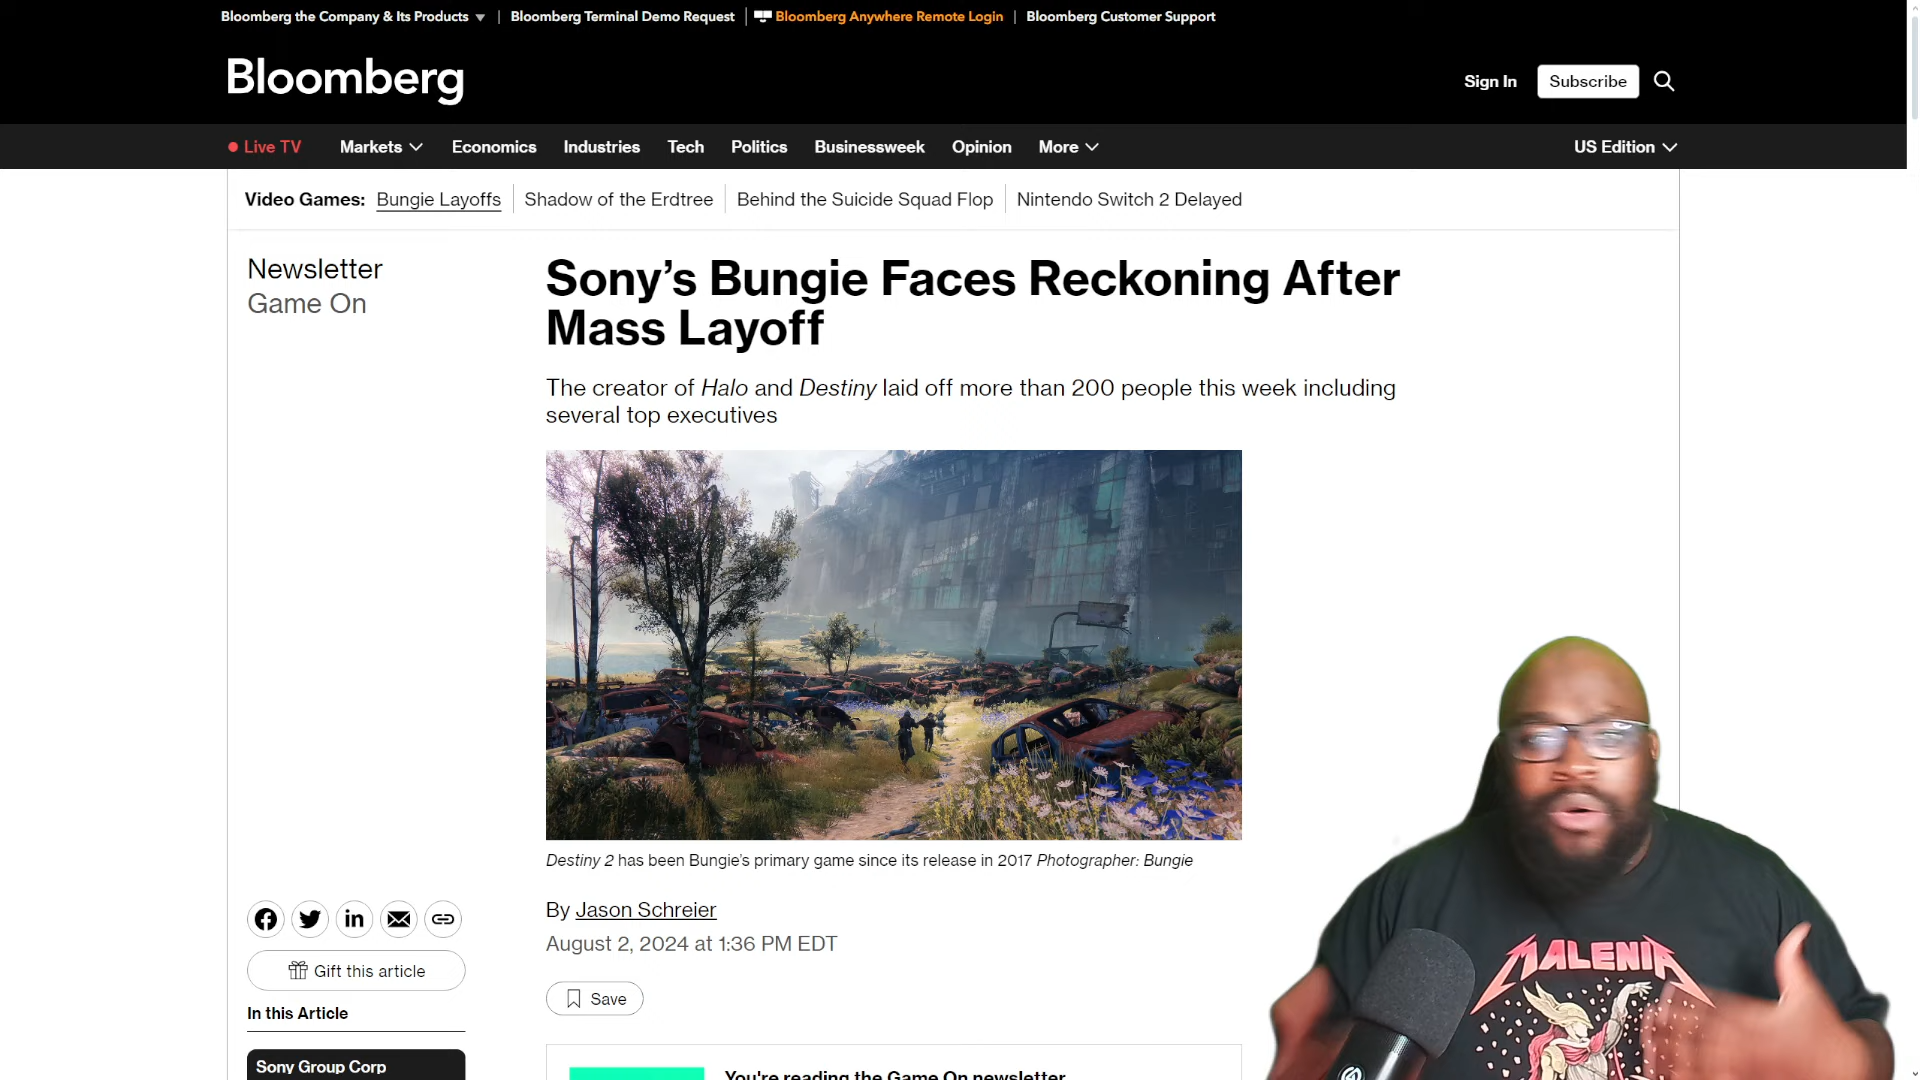 Bloomberg the Company & Its Products
Bloomberg Terminal Demo Request
Bloomberg Anywhere Remote Login
Bloomberg Customer Support
Bloomberg
Sign In
Subscribe
Live TV
Markets
Economics
Industries
Tech
Politics
Businessweek
Opinion
More
US Edition
Video Games:
Bungie Layoffs
Shadow of the Erdtree
Behind the Suicide Squad Flop
Nintendo Switch 2 Delayed
Newsletter
Game On
Sony's Bungie Faces Reckoning After
Mass Layoff
The creator of Halo and Destiny laid off more than 200 people this week including
several top executives
Destiny 2 has been Bungie's primary game since its release in 2017 Photographer: Bungie
By Jason Schreier
August 2, 2024 at 1:36 PM EDT
Save
Gift this article
In this Article
Sony Group Corp
You're reading the Game On newsletter
MALENIA